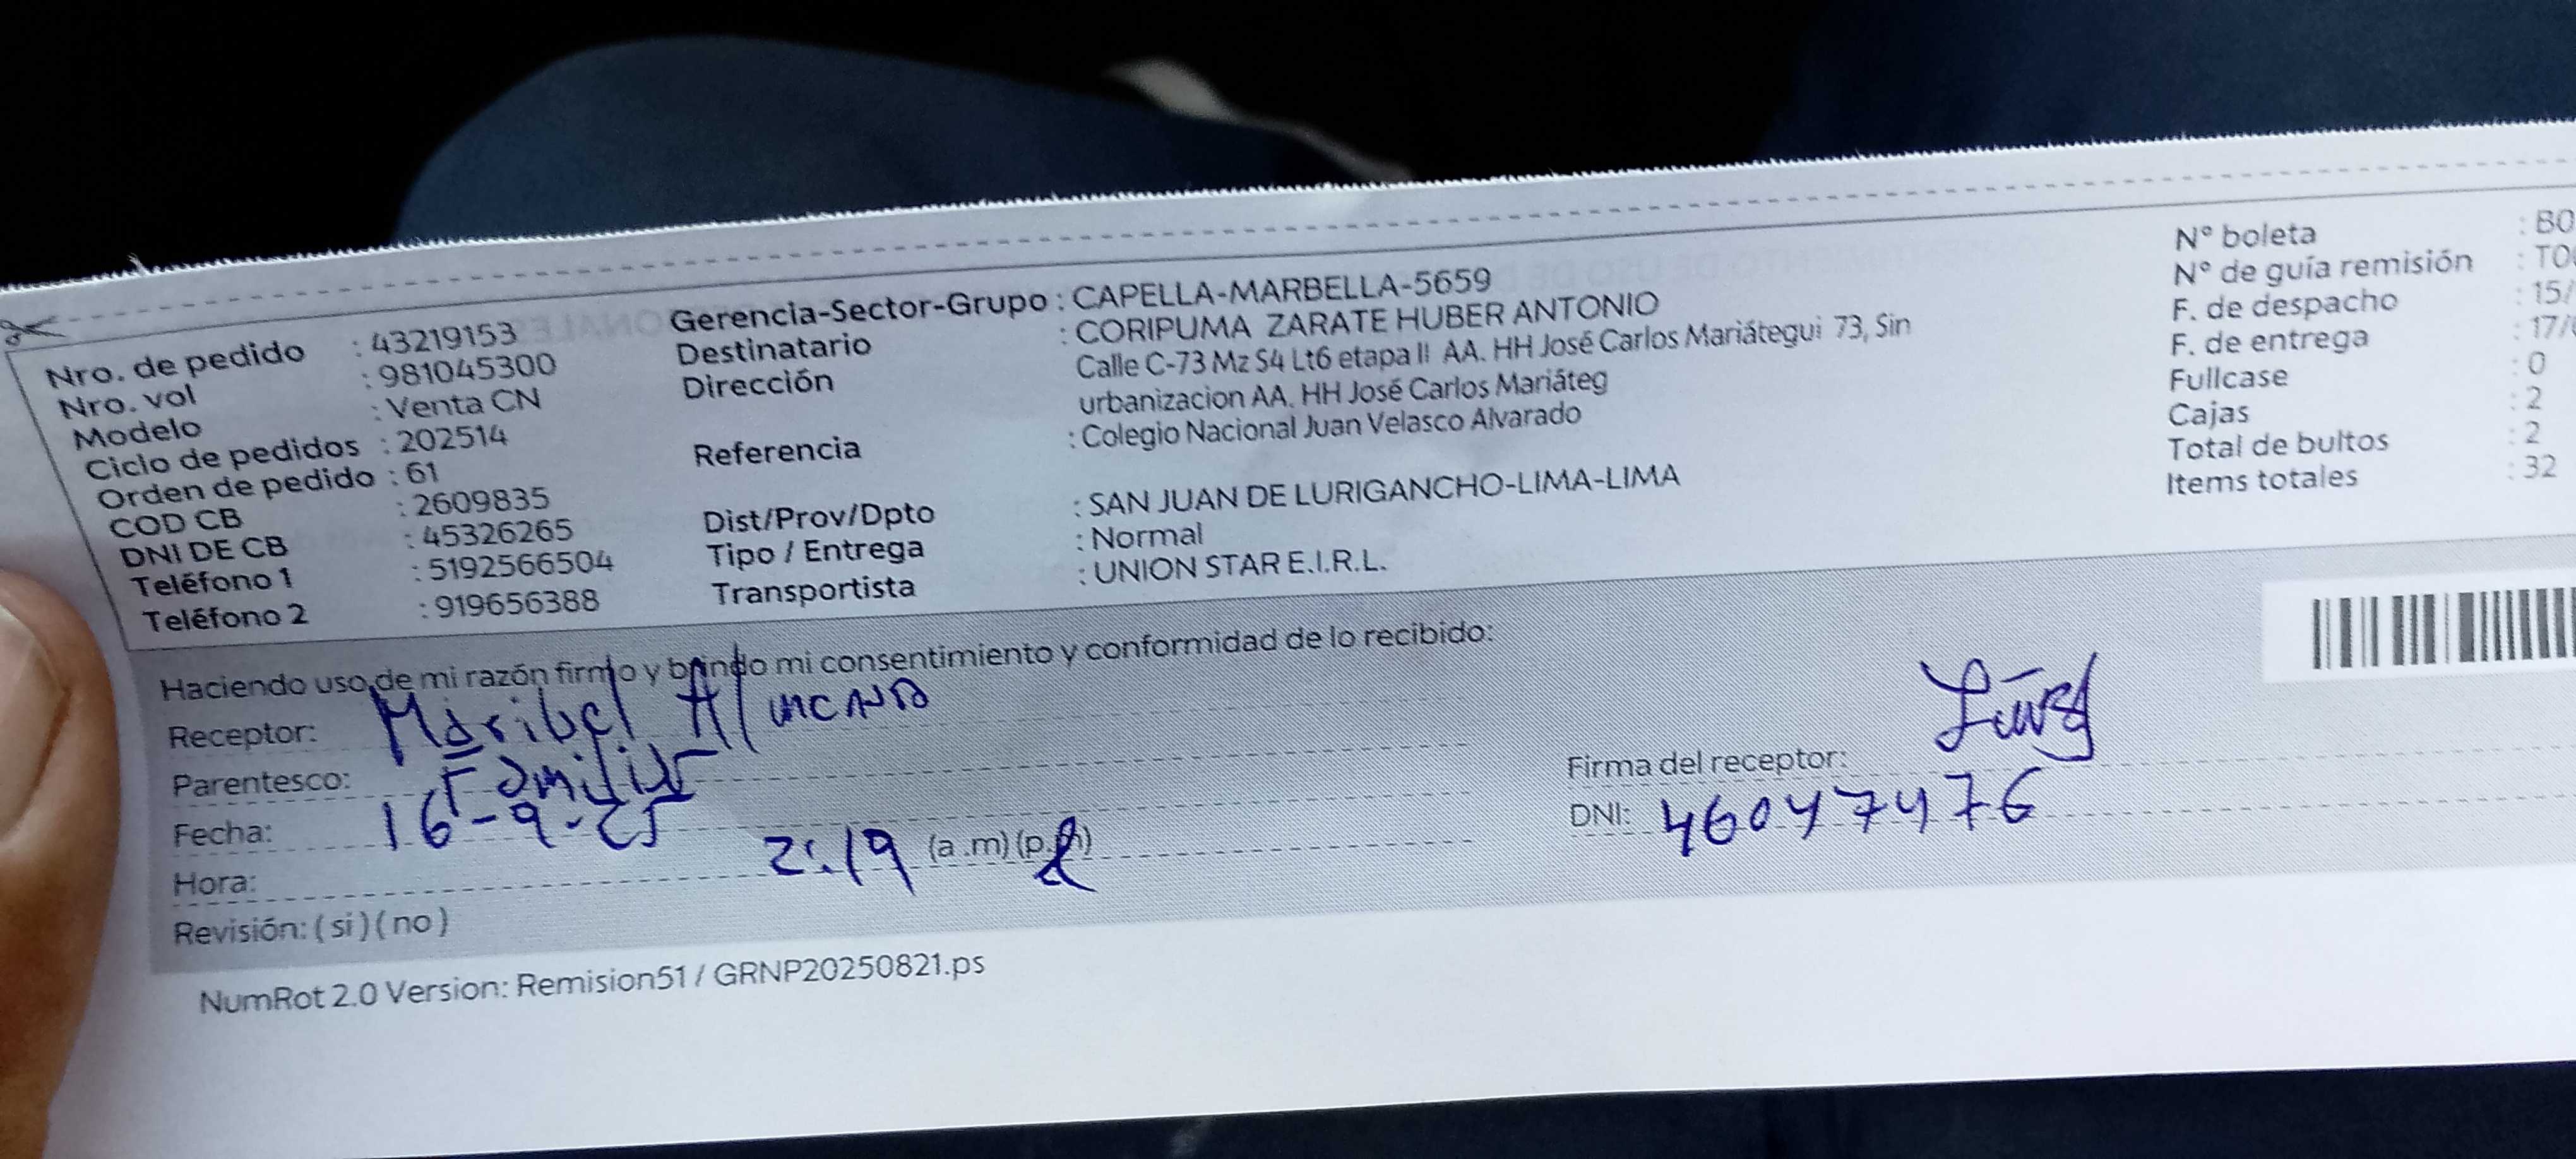 Nro. de pedido : 43219153
Nro. vol : 981045300
Modelo : Venta CN
Ciclo de pedidos : 202514
Orden de pedido : 61
COD CB : 2609835
DNI DE CB : 45326265
Teléfono 1 : 5192566504
Teléfono 2 : 919656388
Gerencia-Sector-Grupo : CAPELLA-MARBELLA-5659
Destinatario : CORIPUMA ZARATE HUBER ANTONIO
Dirección Calle C-73 Mz S4 Lt6 etapa II AA. HH José Carlos Mariátegui 73, Sin
urbanizacion AA. HH José Carlos Mariáteg
Referencia : Colegio Nacional Juan Velasco Alvarado
Dist/Prov/Dpto : SAN JUAN DE LURIGANCHO-LIMA-LIMA
Tipo / Entrega : Normal
Transportista : UNION STAR E.I.R.L.
N° boleta : B0
N° de guía remisión : T0
F. de despacho : 15/
F. de entrega : 17/
Fullcase : 0
Cajas : 2
Total de bultos : 2
Items totales : 32
Haciendo uso de mi razón firmo y brindo mi consentimiento y conformidad de lo recibido:
Receptor: Maribel
Parentesco: Familiar
Fecha: 16-9-25
Hora: 2:19 (a .m) (p.m)
Revisión: ( si ) ( no )
Firma del receptor:
DNI: 46047476
NumRot 2.0 Version: Remision51 / GRNP20250821.ps